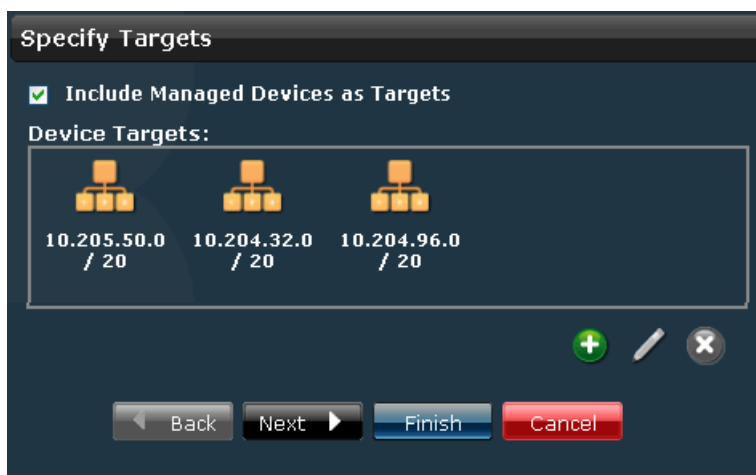 Specify Targets
Include Managed Devices as Targets
Device Targets:
10.205.50.0
/ 20
10.204.32.0
/ 20
10.204.96.0
/ 20
Back
Next
Finish
Cancel